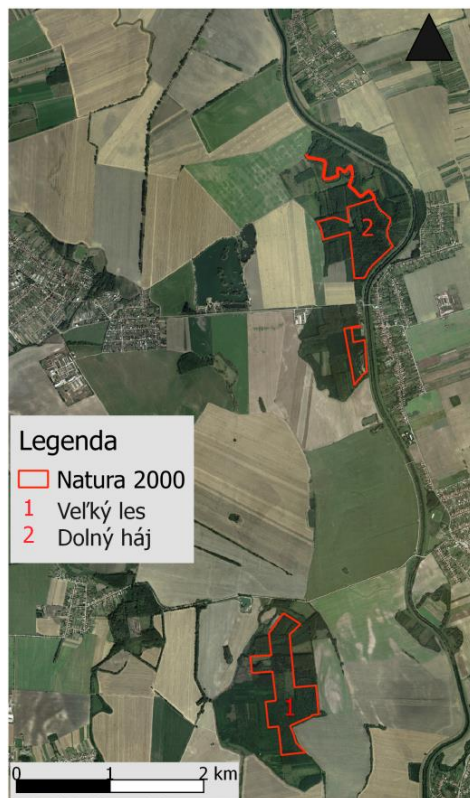 2
Legenda
Natura 2000
1 Veľký les
2 Dolný háj
1
0 1 2 km